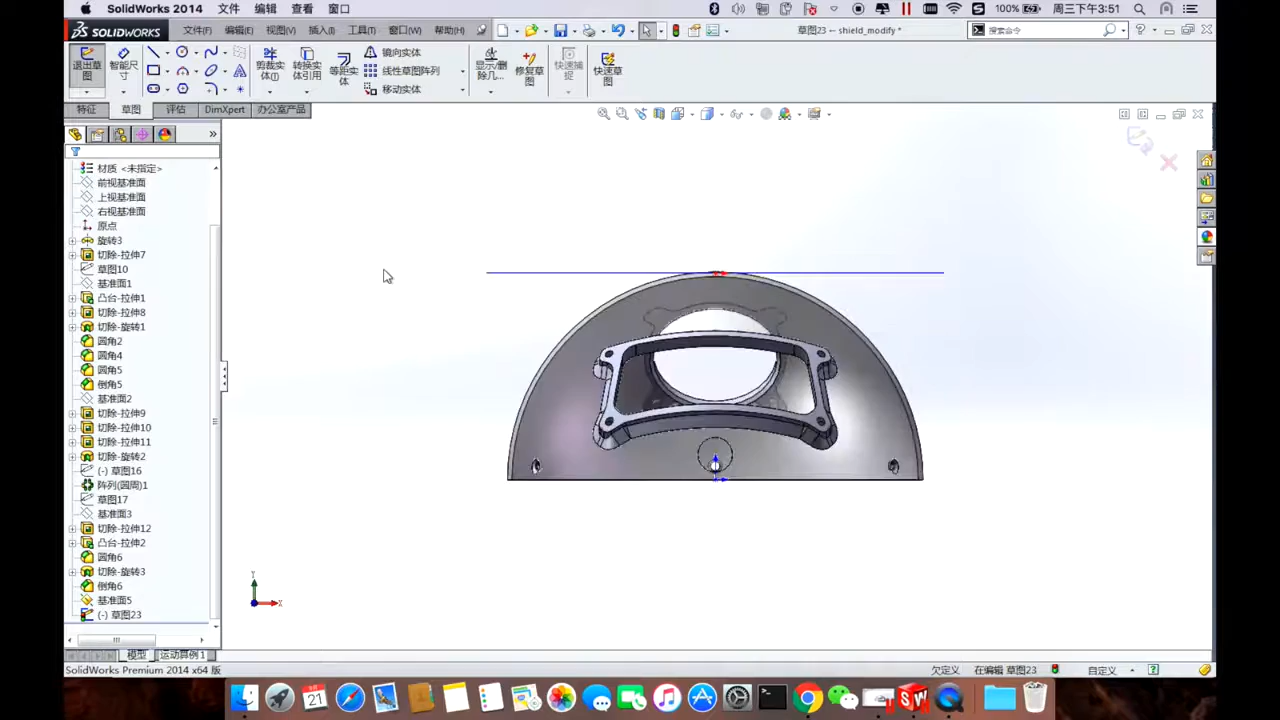 SolidWorks 2014 文件 编辑 查看 窗口 100% 周三下午3:51
SOLIDWORKS 文件(F) 编辑(E) 视图(V) 插入(I) 工具(T) 窗口(W) 帮助(H) 草图23 -- shield_modify * 搜索命令
退出草图 智能尺寸 剪裁实体(I) 转换实体引用 等距实体 镜向实体 线性草图阵列 移动实体 显示/删除几... 修复草图 快速捕捉 快速草图
特征 草图 评估 DimXpert 办公室产品
材质 <未指定>
前视基准面
上视基准面
右视基准面
原点
旋转3
切除-拉伸7
草图10
基准面1
凸台-拉伸1
切除-拉伸8
切除-旋转1
圆角2
圆角4
圆角5
倒角5
基准面2
切除-拉伸9
切除-拉伸10
切除-拉伸11
切除-旋转2
(-) 草图16
阵列(圆周)1
草图17
基准面3
切除-拉伸12
凸台-拉伸2
圆角6
切除-旋转3
倒角6
基准面5
(-) 草图23
Y
X
模型 运动算例1
SolidWorks Premium 2014 x64 版 欠定义 在编辑 草图23 自定义